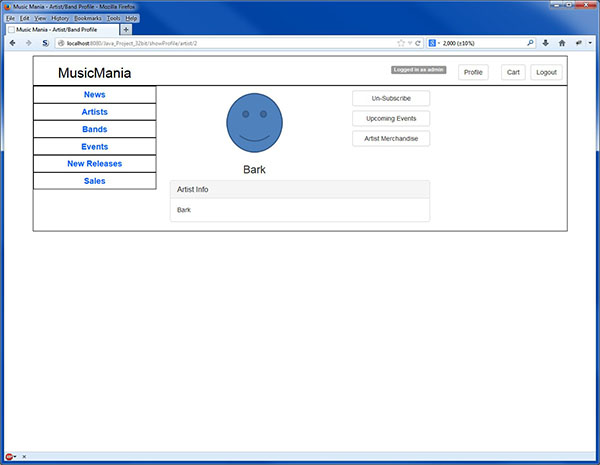 Music Mania - Artist/Band Profile - Mozilla Firefox
File Edit View History Bookmarks Tools Help
Music Mania - Artist/Band Profile
localhost:8080/Java_Project_32bit/showProfile/artist/2
2,000 (±10%)
MusicMania
Logged in as admin
Profile
Cart
Logout
News
Artists
Bands
Events
New Releases
Sales
Un-Subscribe
Upcoming Events
Artist Merchandise
Bark
Artist Info
Bark